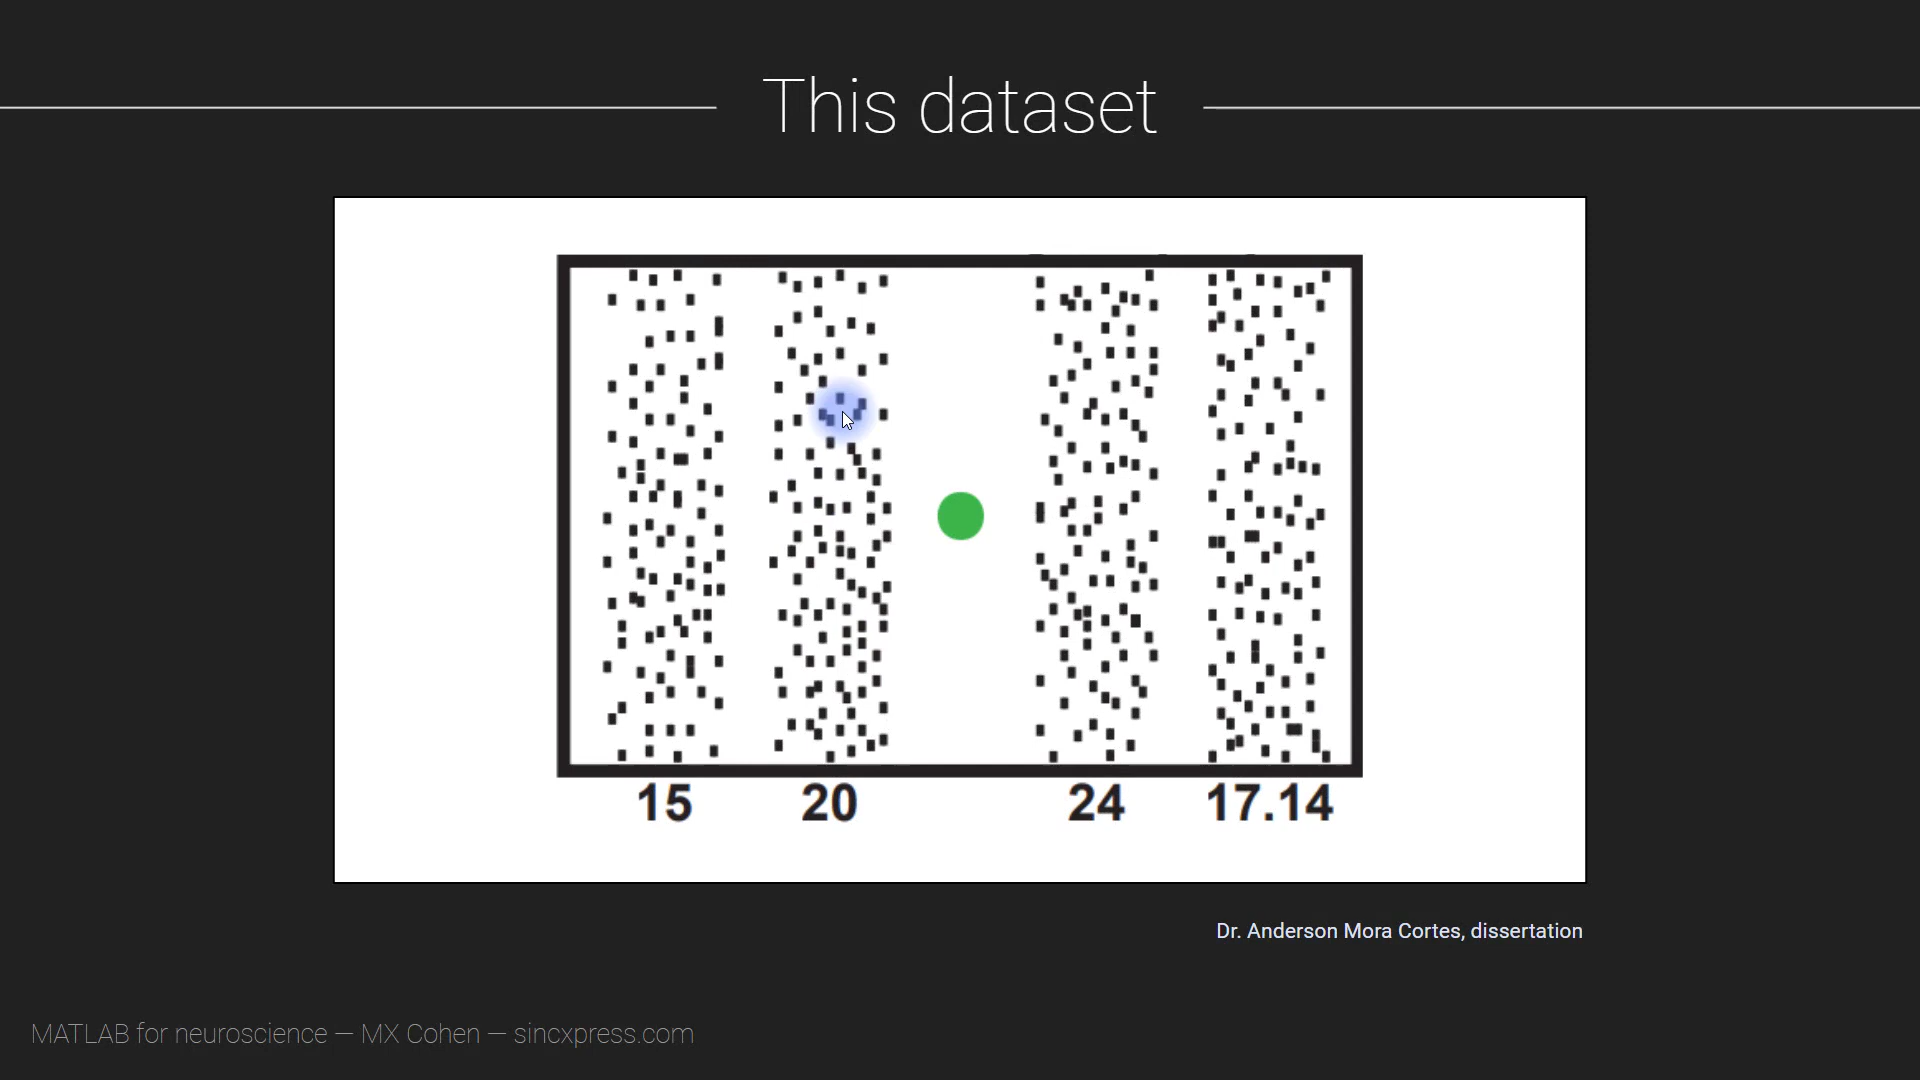 This dataset
15 20 24 17.14
Dr. Anderson Mora Cortes, dissertation
MATLAB for neuroscience — MX Cohen — sincxpress.com